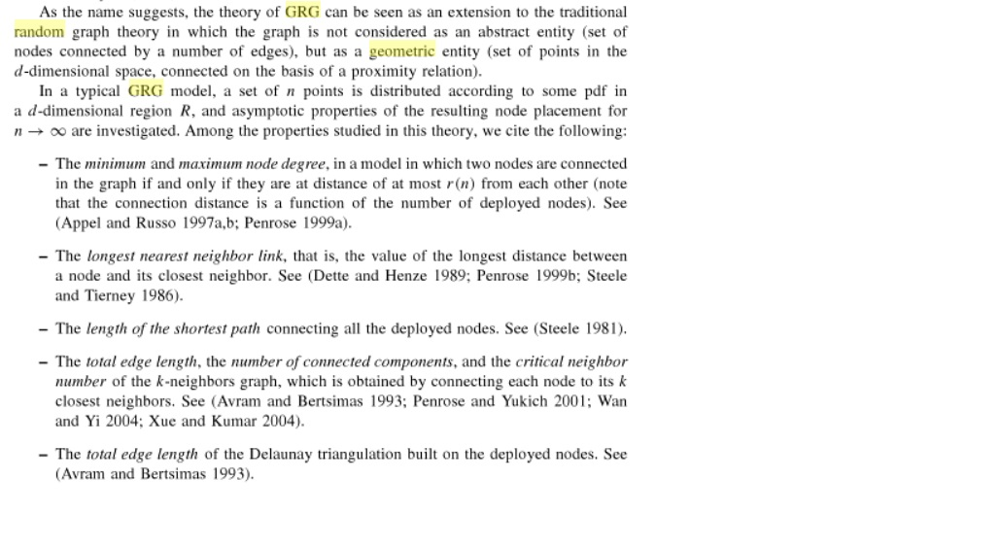 As the name suggests, the theory of GRG can be seen as an extension to the traditional
random graph theory in which the graph is not considered as an abstract entity (set of
nodes connected by a number of edges), but as a geometric entity (set of points in the
d-dimensional space, connected on the basis of a proximity relation).
In a typical GRG model, a set of n points is distributed according to some pdf in
a d-dimensional region R, and asymptotic properties of the resulting node placement for
n → ∞ are investigated. Among the properties studied in this theory, we cite the following:
– The minimum and maximum node degree, in a model in which two nodes are connected
in the graph if and only if they are at distance of at most r(n) from each other (note
that the connection distance is a function of the number of deployed nodes). See
(Appel and Russo 1997a,b; Penrose 1999a).
– The longest nearest neighbor link, that is, the value of the longest distance between
a node and its closest neighbor. See (Dette and Henze 1989; Penrose 1999b; Steele
and Tierney 1986).
– The length of the shortest path connecting all the deployed nodes. See (Steele 1981).
– The total edge length, the number of connected components, and the critical neighbor
number of the k-neighbors graph, which is obtained by connecting each node to its k
closest neighbors. See (Avram and Bertsimas 1993; Penrose and Yukich 2001; Wan
and Yi 2004; Xue and Kumar 2004).
– The total edge length of the Delaunay triangulation built on the deployed nodes. See
(Avram and Bertsimas 1993).